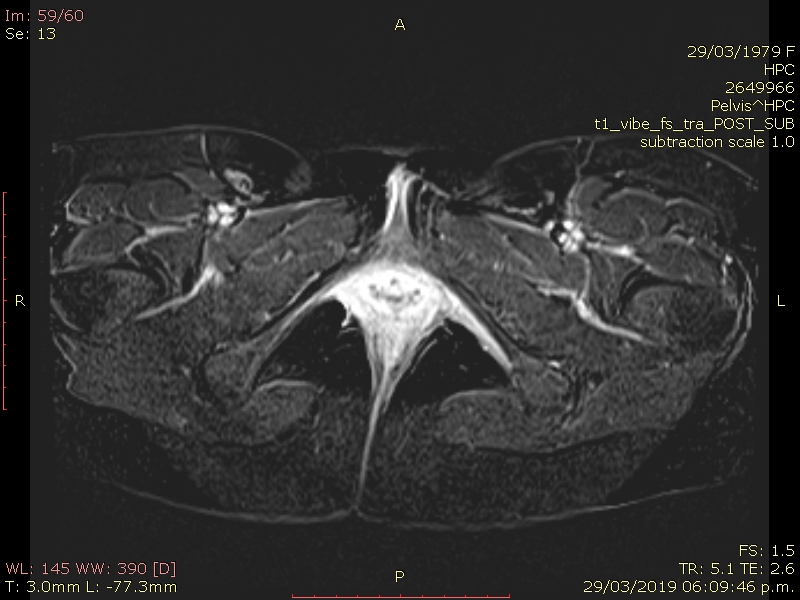 Im: 59/60
Se: 13
A
29/03/1979 F
HPC
2649966
Pelvis^HPC
t1_vibe_fs_tra_POST_SUB
subtraction scale 1.0
R
L
WL: 145 WW: 390 [D]
T: 3.0mm L: -77.3mm
P
FS: 1.5
TR: 5.1 TE: 2.6
29/03/2019 06:09:46 p.m.